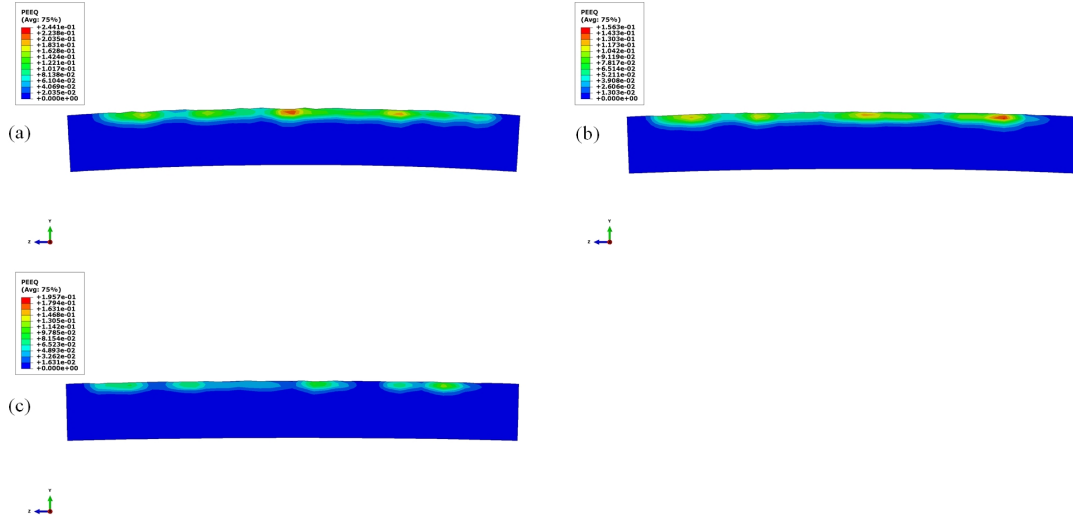 PEEQ
(Avg: 75%)
+2.441e-01
+2.238e-01
+2.035e-01
+1.831e-01
+1.628e-01
+1.424e-01
+1.221e-01
+1.017e-01
+8.138e-02
+6.104e-02
+4.069e-02
+2.035e-02
+0.000e+00
(a)
Y
Z
PEEQ
(Avg: 75%)
+1.563e-01
+1.433e-01
+1.303e-01
+1.173e-01
+1.042e-01
+9.119e-02
+7.817e-02
+6.514e-02
+5.211e-02
+3.908e-02
+2.606e-02
+1.303e-02
+0.000e+00
(b)
Y
Z
PEEQ
(Avg: 75%)
+1.957e-01
+1.794e-01
+1.631e-01
+1.468e-01
+1.305e-01
+1.142e-01
+9.785e-02
+8.154e-02
+6.523e-02
+4.893e-02
+3.262e-02
+1.631e-02
+0.000e+00
(c)
Y
Z